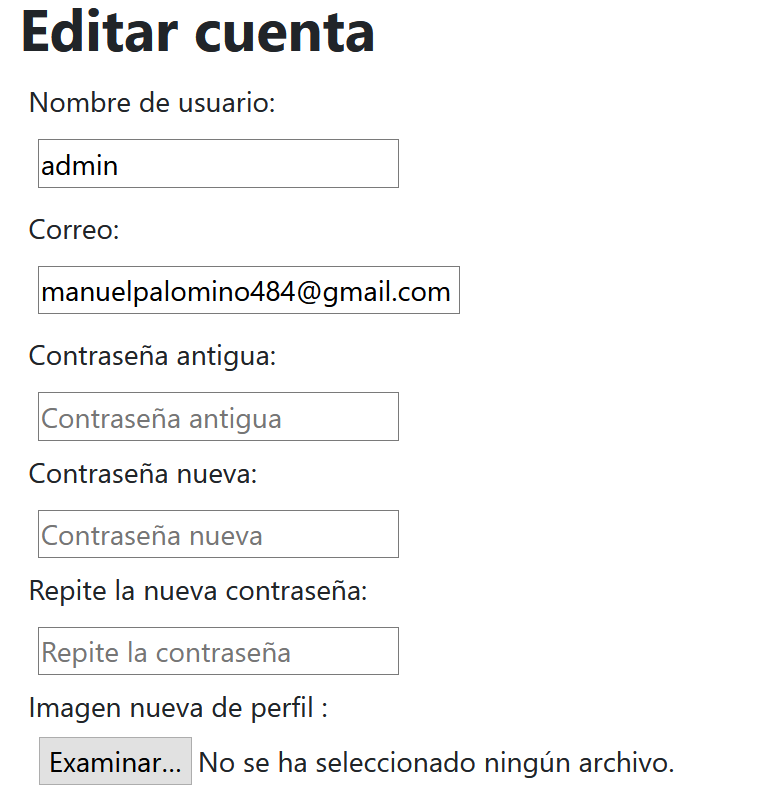 Editar cuenta
Nombre de usuario:
admin
Correo:
manuelpalomino484@gmail.com
Contraseña antigua:
Contraseña antigua
Contraseña nueva:
Contraseña nueva
Repite la nueva contraseña:
Repite la contraseña
Imagen nueva de perfil :
Examinar... No se ha seleccionado ningún archivo.